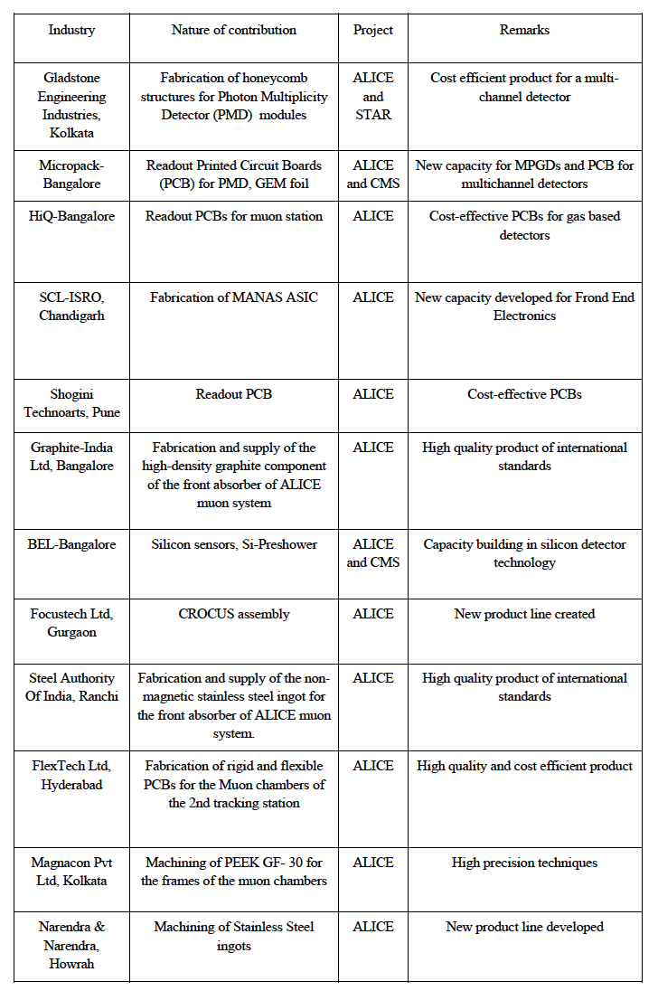 Industry
Nature of contribution
Project
Remarks
Gladstone
Engineering
Industries,
Kolkata
Fabrication of honeycomb
structures for Photon Multiplicity
Detector (PMD) modules
ALICE
and
STAR
Cost efficient product for a multi-
channel detector
Micropack-
Bangalore
Readout Printed Circuit Boards
(PCB) for PMD, GEM foil
ALICE
and CMS
New capacity for MPGDs and PCB for
multichannel detectors
HiQ-Bangalore
Readout PCBs for muon station
ALICE
Cost-effective PCBs for gas based
detectors
SCL-ISRO,
Chandigarh
Fabrication of MANAS ASIC
ALICE
New capacity developed for Frond End
Electronics
Shogini
Technoarts, Pune
Readout PCB
ALICE
Cost-effective PCBs
Graphite-India
Ltd, Bangalore
Fabrication and supply of the
high-density graphite component
of the front absorber of ALICE
muon system
ALICE
High quality product of international
standards
BEL-Bangalore
Silicon sensors, Si-Preshower
ALICE
and CMS
Capacity building in silicon detector
technology
Focustech Ltd,
Gurgaon
CROCUS assembly
ALICE
New product line created
Steel Authority
Of India, Ranchi
Fabrication and supply of the non-
magnetic stainless steel ingot for
the front absorber of ALICE muon
system.
ALICE
High quality product of international
standards
FlexTech Ltd,
Hyderabad
Fabrication of rigid and flexible
PCBs for the Muon chambers of
the 2nd tracking station
ALICE
High quality and cost efficient product
Magnacon Pvt
Ltd, Kolkata
Machining of PEEK GF- 30 for
the frames of the muon chambers
ALICE
High precision techniques
Narendra &
Narendra,
Howrah
Machining of Stainless Steel
ingots
ALICE
New product line developed